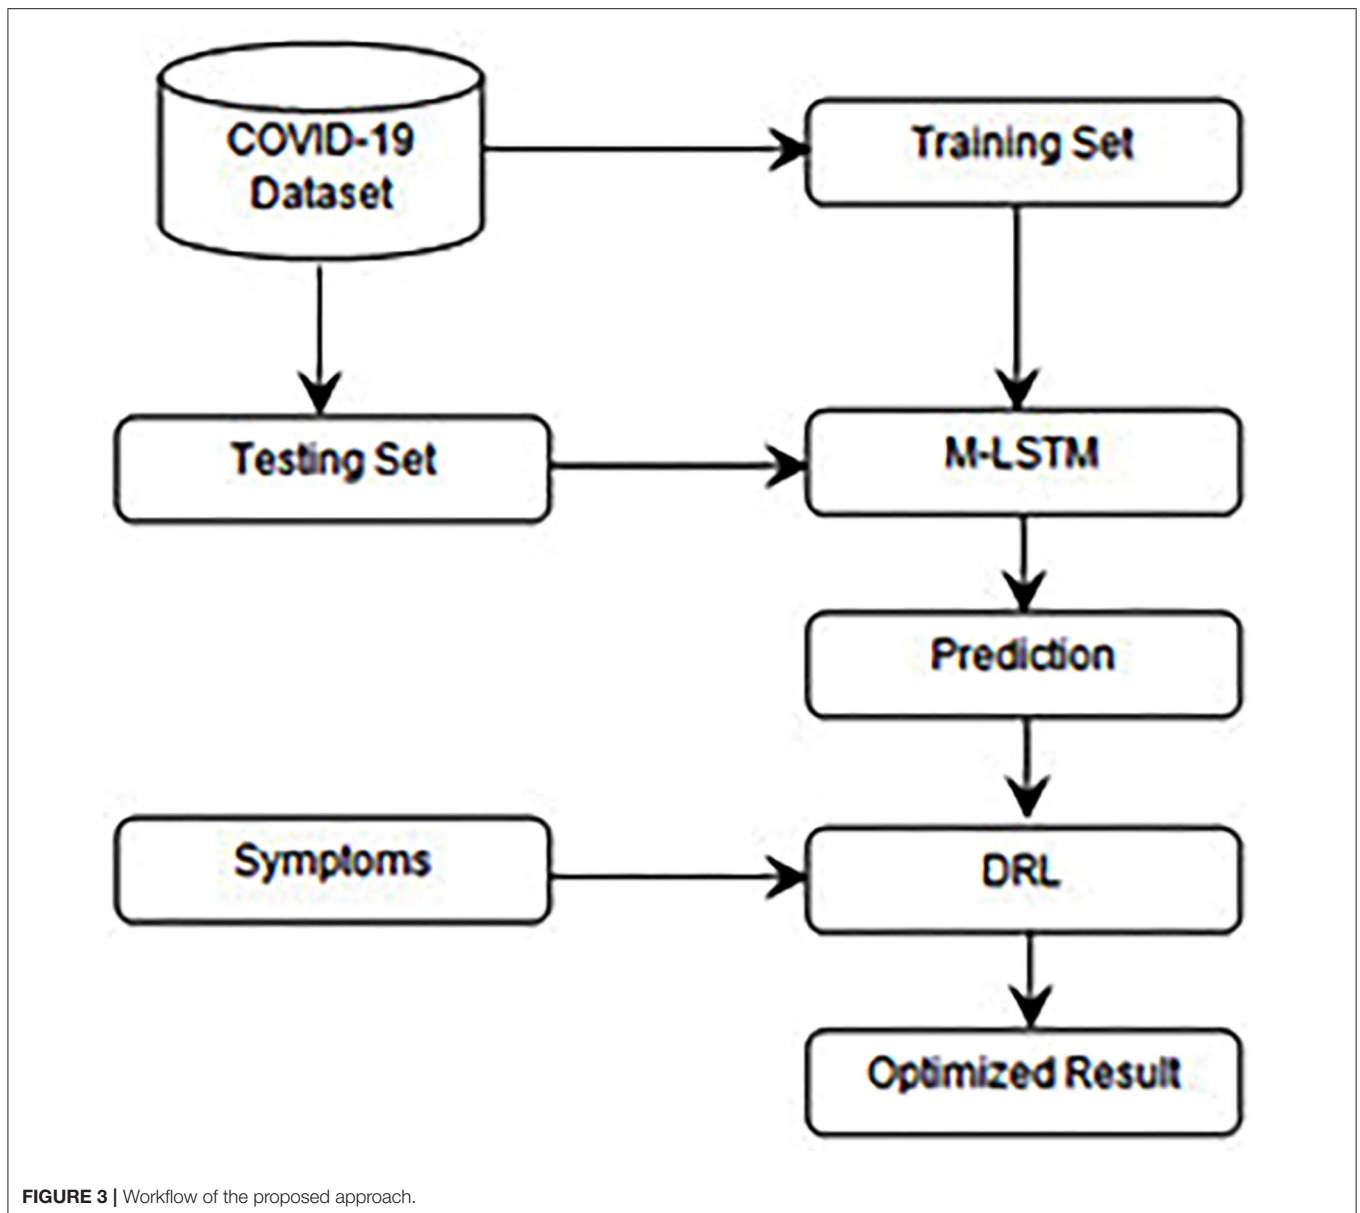 COVID-19
Dataset
Training Set
Testing Set
M-LSTM
Prediction
Symptoms
DRL
Optimized Result
FIGURE 3 | Workflow of the proposed approach.